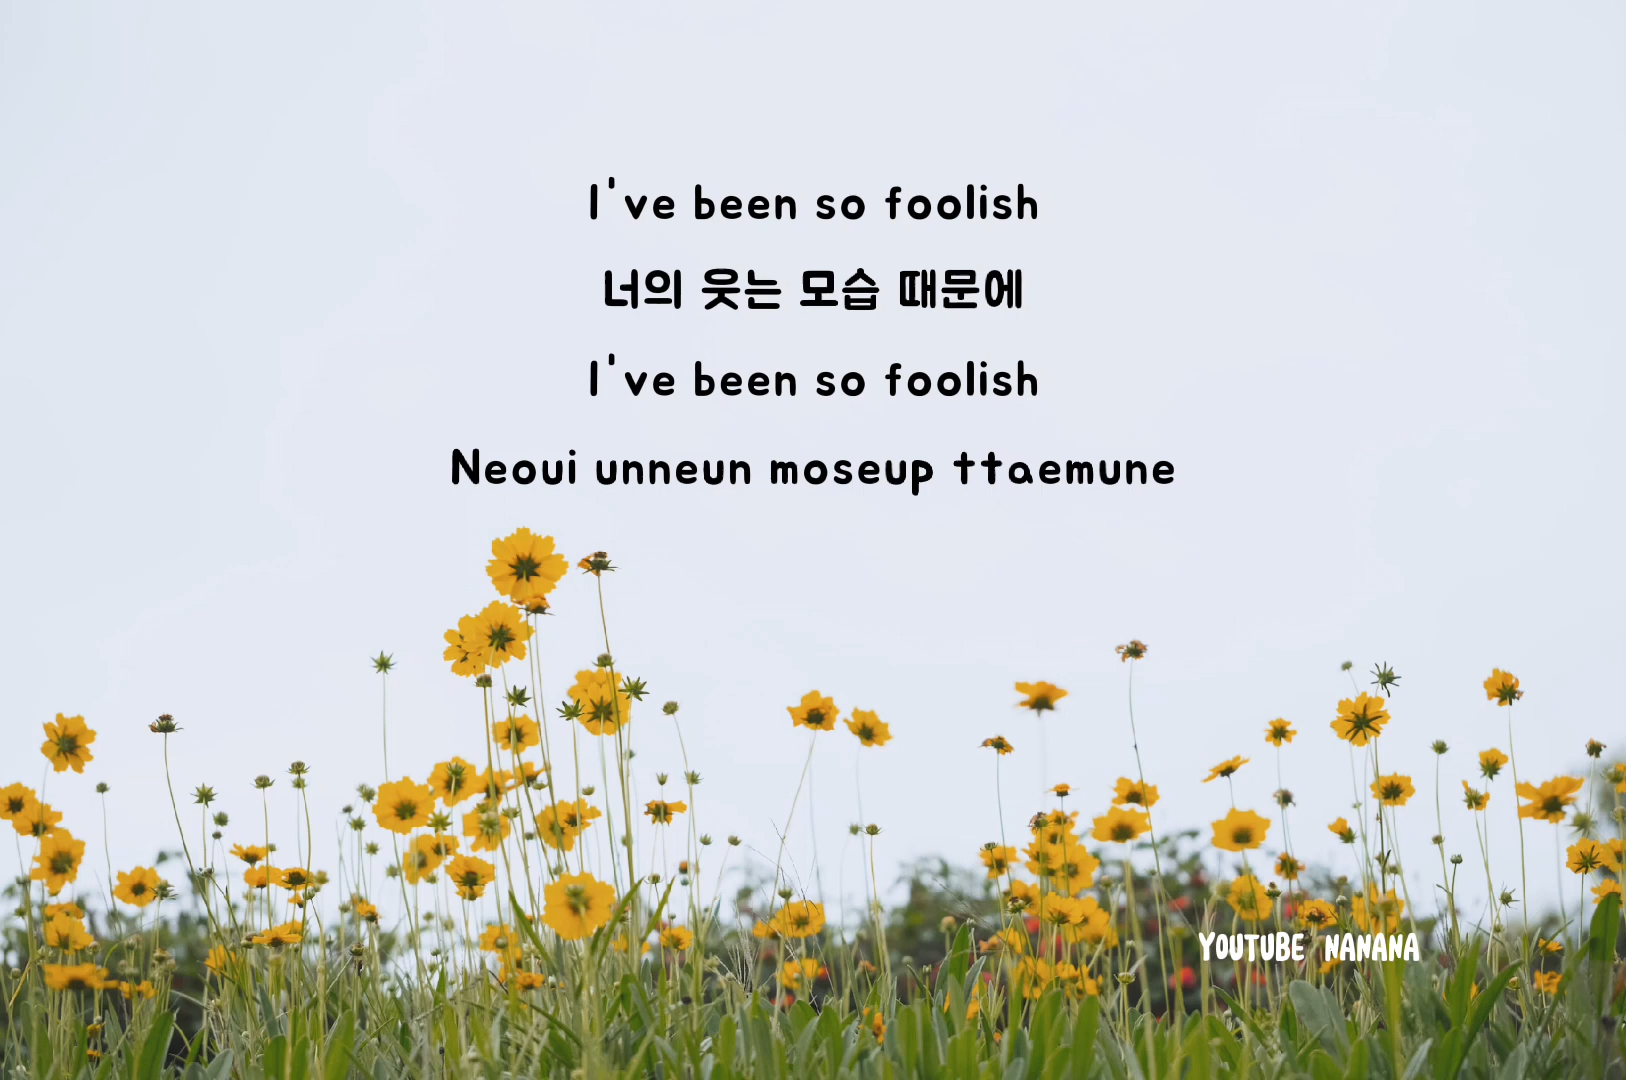 I've been so foolish
너의 웃는 모습 때문에
I've been so foolish
Neoui unneun moseup ttaemune
YOUTUBE NANANA